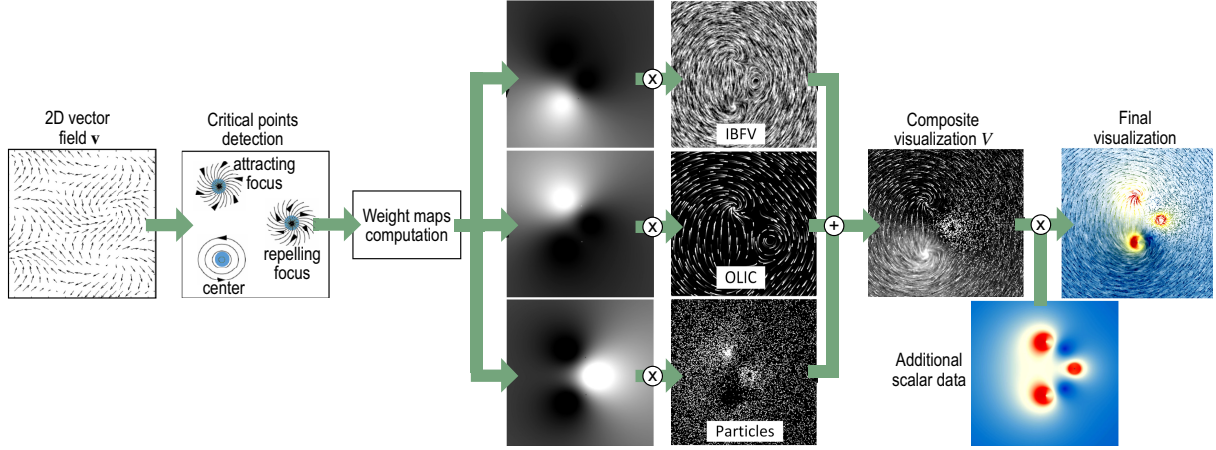 2D vector
field v
Critical points
detection
attracting
focus
repelling
focus
center
Weight maps
computation
x
x
x
IBFV
OLIC
Particles
+
Composite
visualization V
x
Final
visualization
Additional
scalar data